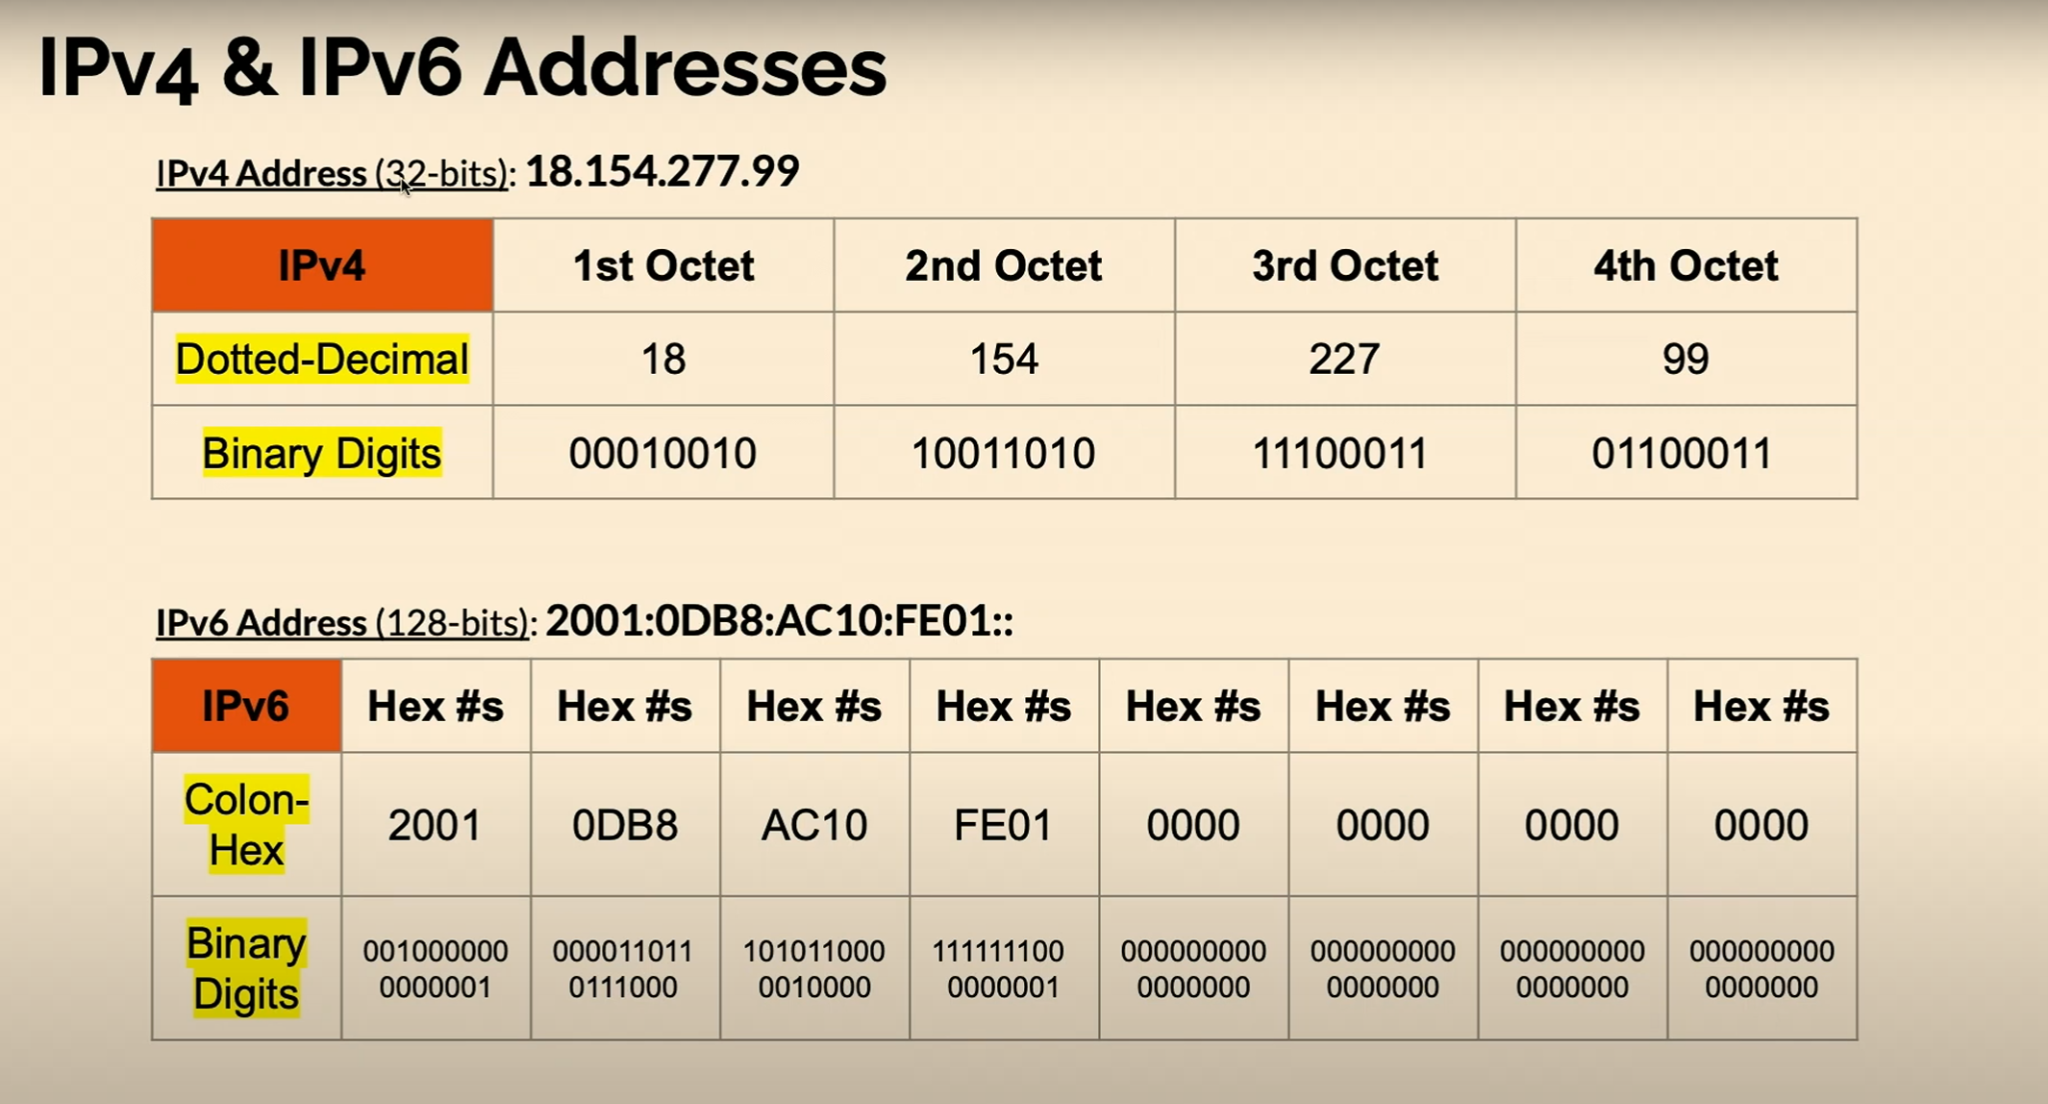 IPv4 & IPv6 Addresses
IPv4 Address (32-bits): 18.154.277.99
IPv4 1st Octet 2nd Octet 3rd Octet 4th Octet
Dotted-Decimal 18 154 227 99
Binary Digits 00010010 10011010 11100011 01100011
IPv6 Address (128-bits): 2001:0DB8:AC10:FE01::
IPv6 Hex #s Hex #s Hex #s Hex #s Hex #s Hex #s Hex #s Hex #s
Colon-
Hex 2001 0DB8 AC10 FE01 0000 0000 0000 0000
Binary 001000000 000011011 101011000 111111100 000000000 000000000 000000000 000000000
Digits 0000001 0111000 0010000 0000001 0000000 0000000 0000000 0000000